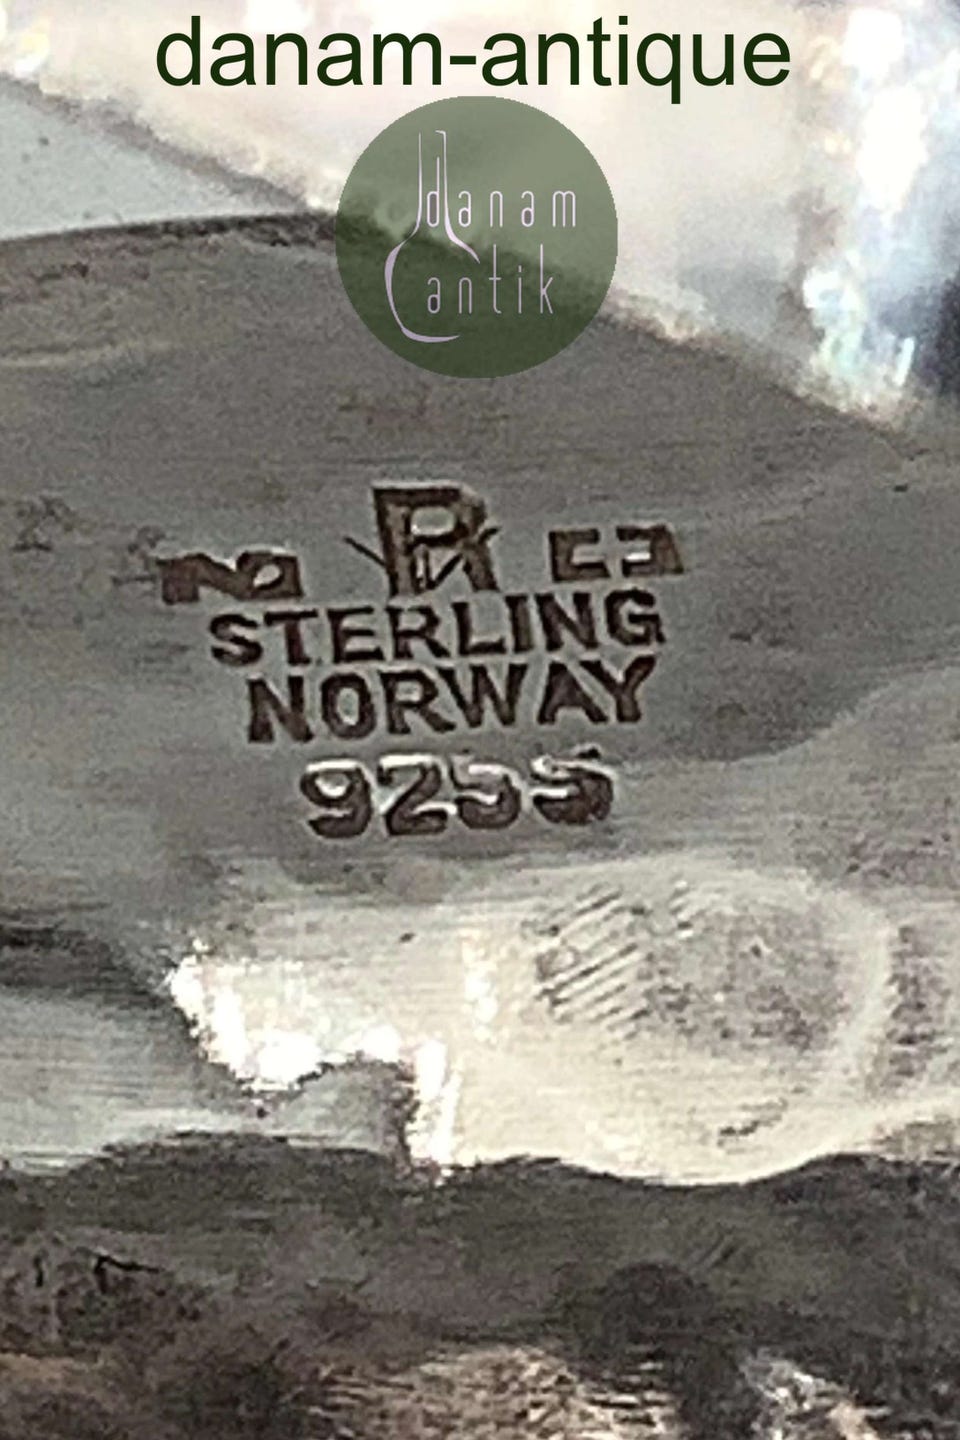 danam-antique
danam
antik
STERLING
NORWAY
925S